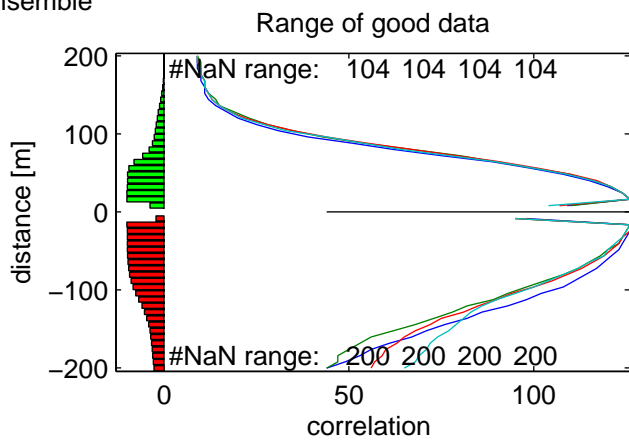 nsemble
Range of good data
#NaN range: 104 104 104 104
200
100
0
−100
−200
distance [m]
#NaN range: 200 200 200 200
0 50 100
correlation